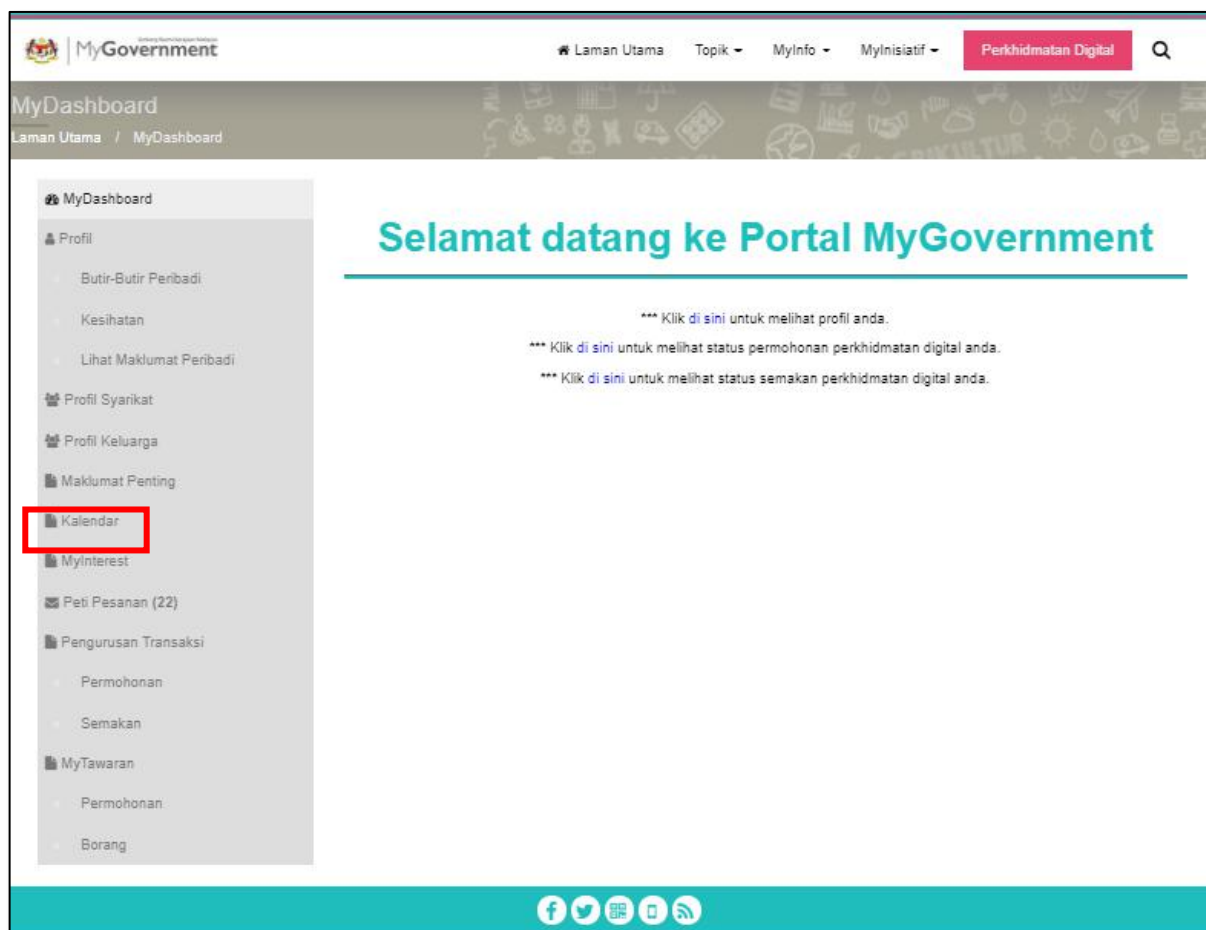 MyGovernment
Laman Utama Topik MyInfo MyInisiatif Perkhidmatan Digital
MyDashboard
Laman Utama / MyDashboard
MyDashboard
Profil
Butir-Butir Peribadi
Kesihatan
Lihat Maklumat Peribadi
Profil Syarikat
Profil Keluarga
Maklumat Penting
Kalendar
MyInterest
Peti Pesanan (22)
Pengurusan Transaksi
Permohonan
Semakan
MyTawaran
Permohonan
Borang
Selamat datang ke Portal MyGovernment
*** Klik di sini untuk melihat profil anda.
*** Klik di sini untuk melihat status permohonan perkhidmatan digital anda.
*** Klik di sini untuk melihat status semakan perkhidmatan digital anda.